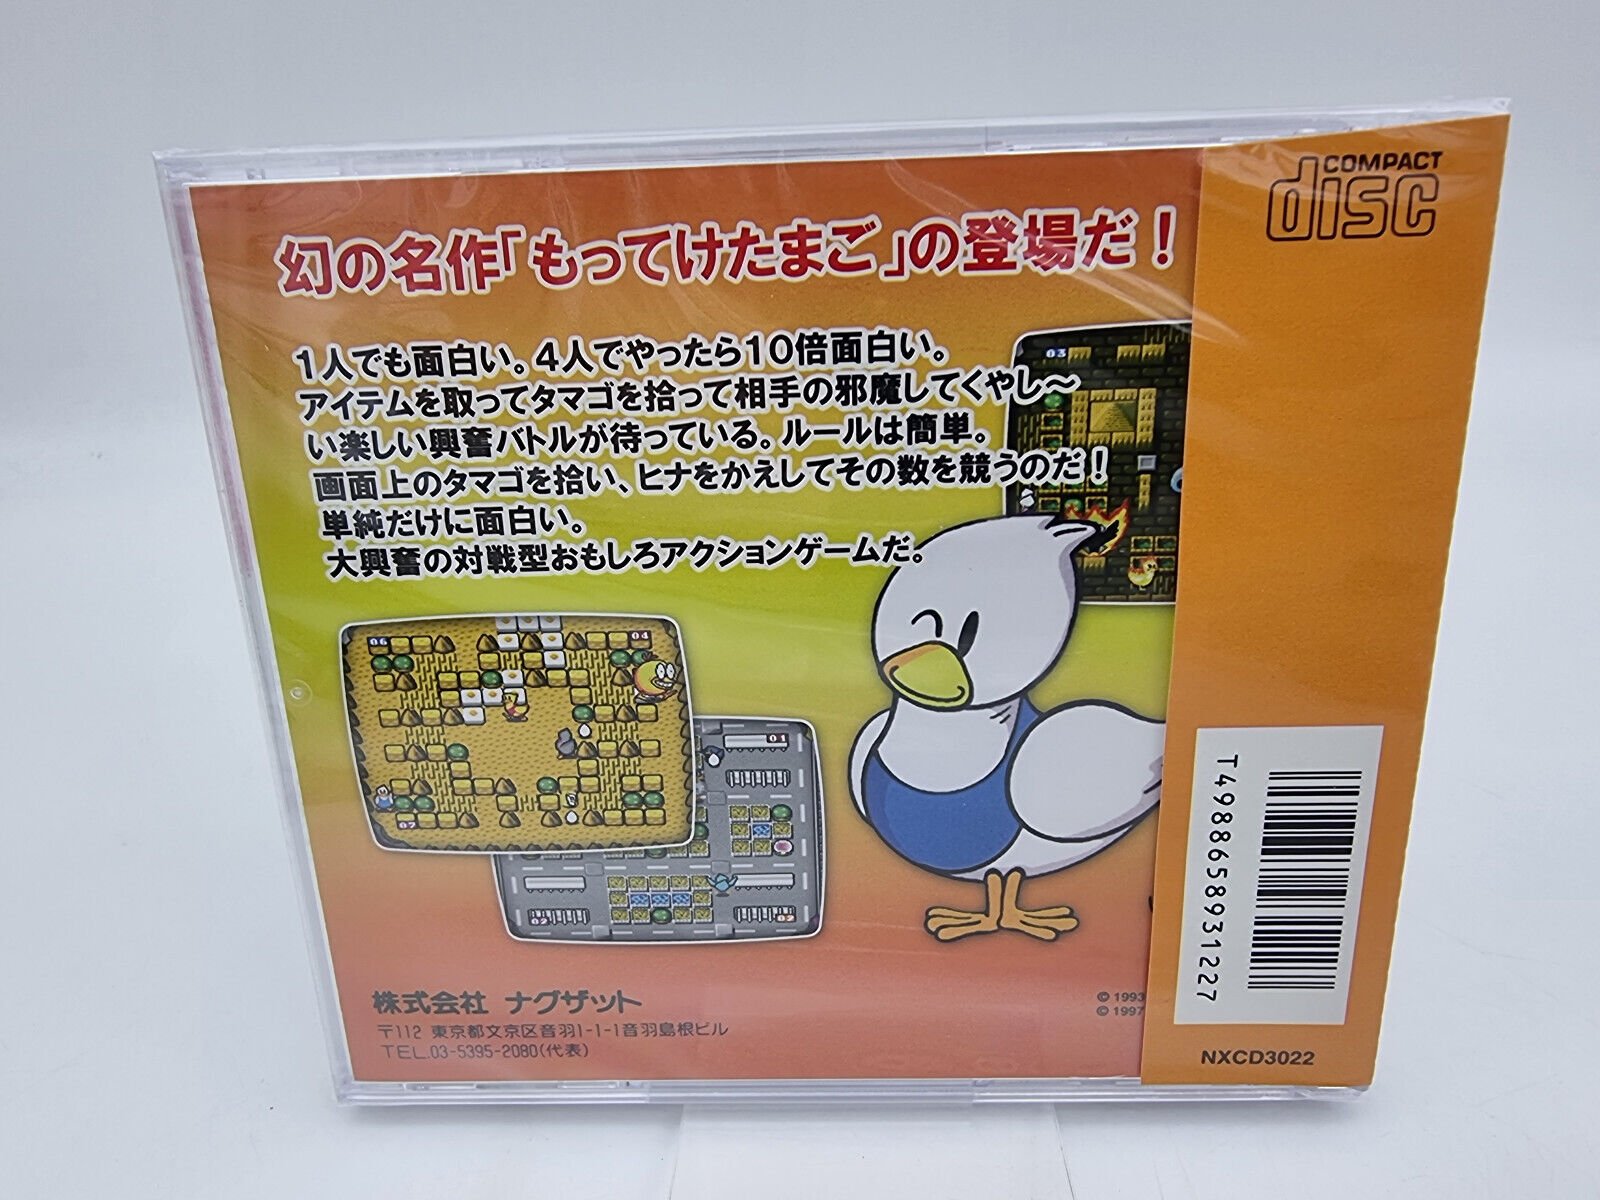 COMPACT
disc
幻の名作「もってけたまご」の登場だ！
1人でも面白い。4人でやったら10倍面白い。
アイテムを取ってタマゴを拾って相手の邪魔してくやし〜
い楽しい興奮バトルが待っている。ルールは簡単。
画面上のタマゴを拾い、ヒナをかえしてその数を競うのだ！
単純だけに面白い。
大興奮の対戦型おもしろアクションゲームだ。
03
06
04
07
01
02
02
株式会社 ナグザット
〒112 東京都文京区音羽1-1-1音羽島根ビル
TEL.03-5395-2080(代表)
© 1993
© 1997
T4988658931227
NXCD3022